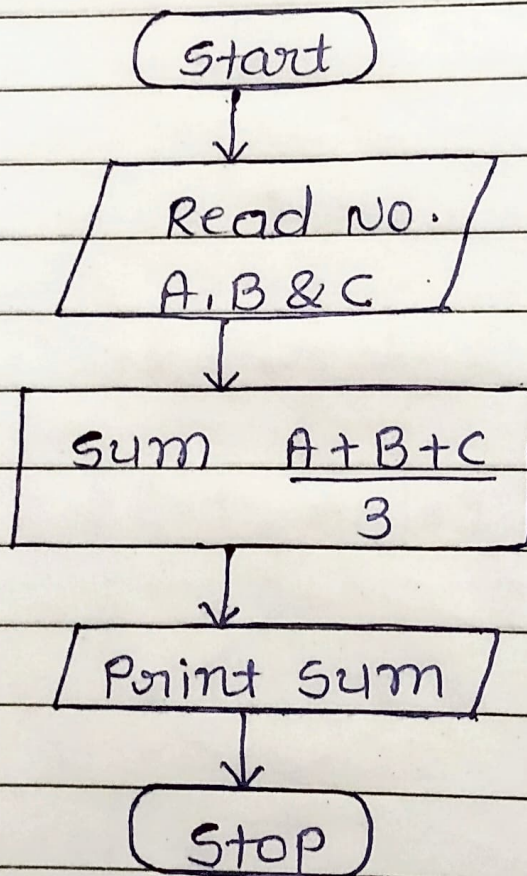 Start
Read No.
A, B & C
Sum A + B + C
3
Print Sum
Stop